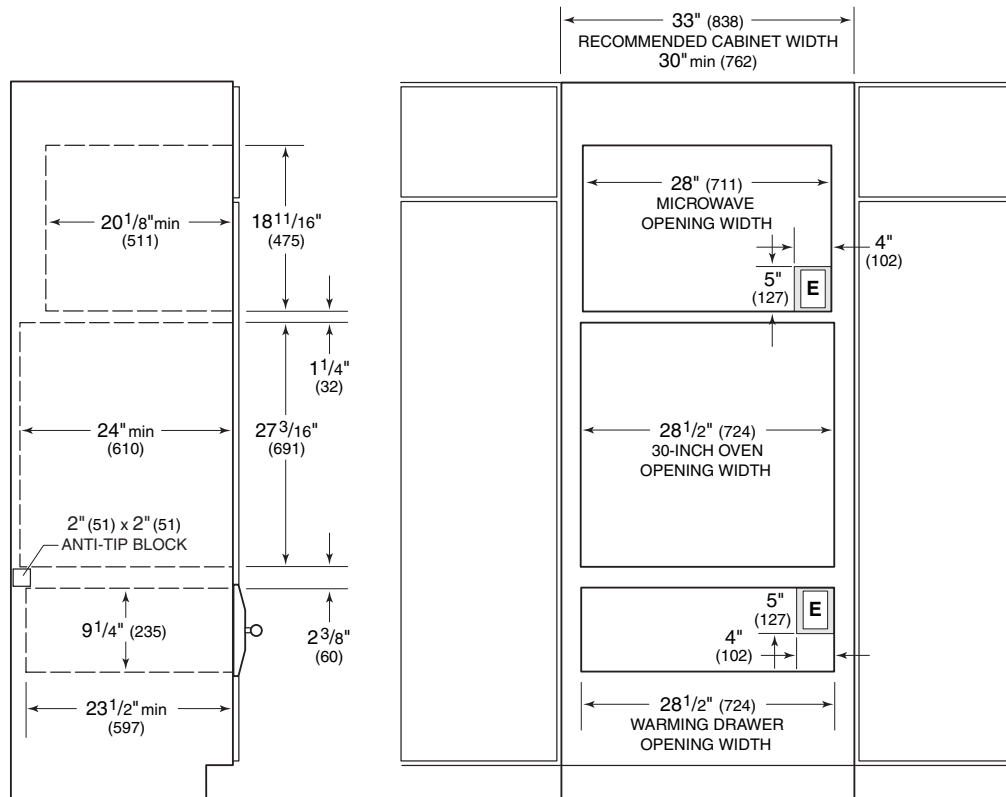 33" (838)
RECOMMENDED CABINET WIDTH
30" min (762)
20 1/8" min
(511)
18 11/16"
(475)
28" (711)
MICROWAVE
OPENING WIDTH
4"
(102)
5"
(127)
E
1 1/4"
(32)
24" min
(610)
27 3/16"
(691)
28 1/2" (724)
30-INCH OVEN
OPENING WIDTH
2" (51) x 2" (51)
ANTI-TIP BLOCK
9 1/4" (235)
2 3/8"
(60)
5"
(127)
E
4"
(102)
23 1/2" min
(597)
28 1/2" (724)
WARMING DRAWER
OPENING WIDTH